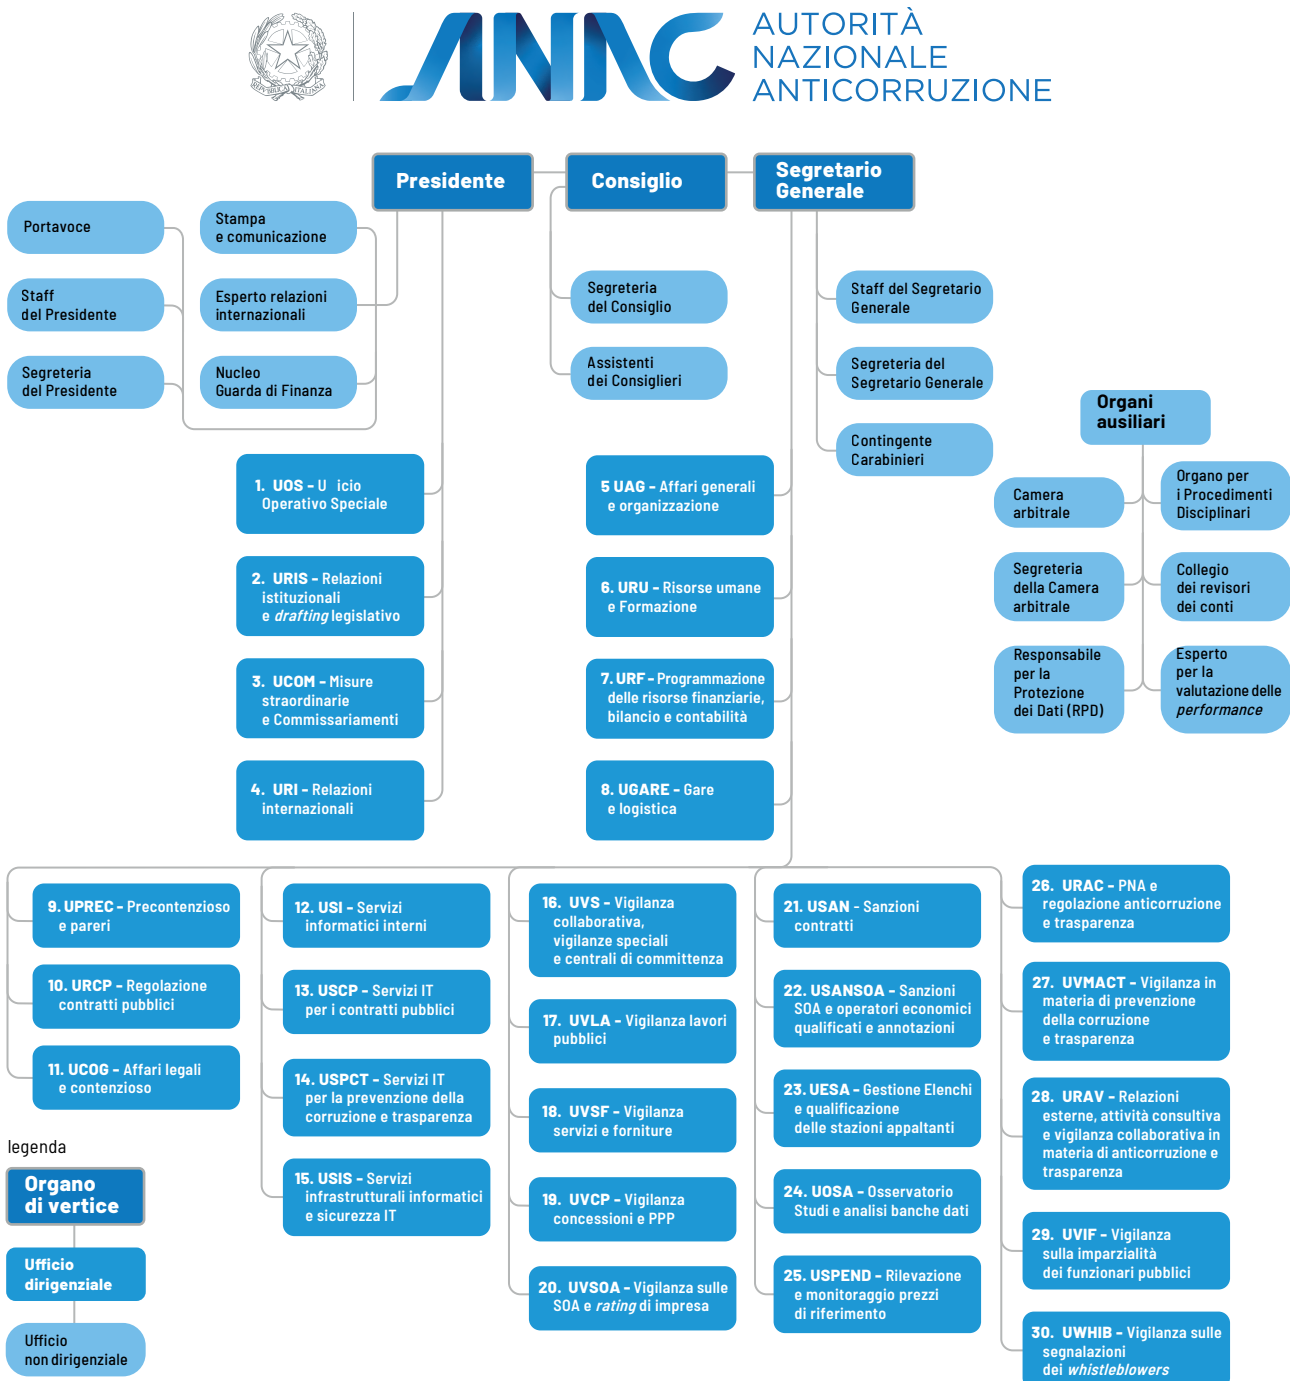 REPVBBLICA ITALIANA
ANAC
AUTORITÀ
NAZIONALE
ANTICORRUZIONE
Presidente
Consiglio
Segretario
Generale
Portavoce
Stampa
e comunicazione
Staff
del Presidente
Esperto relazioni
internazionali
Segreteria
del Presidente
Nucleo
Guarda di Finanza
Segreteria
del Consiglio
Assistenti
dei Consiglieri
Staff del Segretario
Generale
Segreteria del
Segretario Generale
Contingente
Carabinieri
Organi
ausiliari
Camera
arbitrale
Organo per
i Procedimenti
Disciplinari
Segreteria
della Camera
arbitrale
Collegio
dei revisori
dei conti
Responsabile
per la
Protezione
dei Dati (RPD)
Esperto
per la
valutazione delle
performance
1. UOS - U icio
Operativo Speciale
2. URIS - Relazioni
istituzionali
e drafting legislativo
3. UCOM - Misure
straordinarie
e Commissariamenti
4. URI - Relazioni
internazionali
5 UAG - Affari generali
e organizzazione
6. URU - Risorse umane
e Formazione
7. URF - Programmazione
delle risorse finanziarie,
bilancio e contabilità
8. UGARE - Gare
e logistica
9. UPREC - Precontenzioso
e pareri
10. URCP - Regolazione
contratti pubblici
11. UCOG - Affari legali
e contenzioso
12. USI - Servizi
informatici interni
13. USCP - Servizi IT
per i contratti pubblici
14. USPCT - Servizi IT
per la prevenzione della
corruzione e trasparenza
15. USIS - Servizi
infrastrutturali informatici
e sicurezza IT
16. UVS - Vigilanza
collaborativa,
vigilanze speciali
e centrali di committenza
17. UVLA - Vigilanza lavori
pubblici
18. UVSF - Vigilanza
servizi e forniture
19. UVCP - Vigilanza
concessioni e PPP
20. UVSOA - Vigilanza sulle
SOA e rating di impresa
21. USAN - Sanzioni
contratti
22. USANSOA - Sanzioni
SOA e operatori economici
qualificati e annotazioni
23. UESA - Gestione Elenchi
e qualificazione
delle stazioni appaltanti
24. UOSA - Osservatorio
Studi e analisi banche dati
25. USPEND - Rilevazione
e monitoraggio prezzi
di riferimento
26. URAC - PNA e
regolazione anticorruzione
e trasparenza
27. UVMACT - Vigilanza in
materia di prevenzione
della corruzione
e trasparenza
28. URAV - Relazioni
esterne, attività consultiva
e vigilanza collaborativa in
materia di anticorruzione e
trasparenza
29. UVIF - Vigilanza
sulla imparzialità
dei funzionari pubblici
30. UWHIB - Vigilanza sulle
segnalazioni
dei whistleblowers
legenda
Organo
di vertice
Ufficio
dirigenziale
Ufficio
non dirigenziale